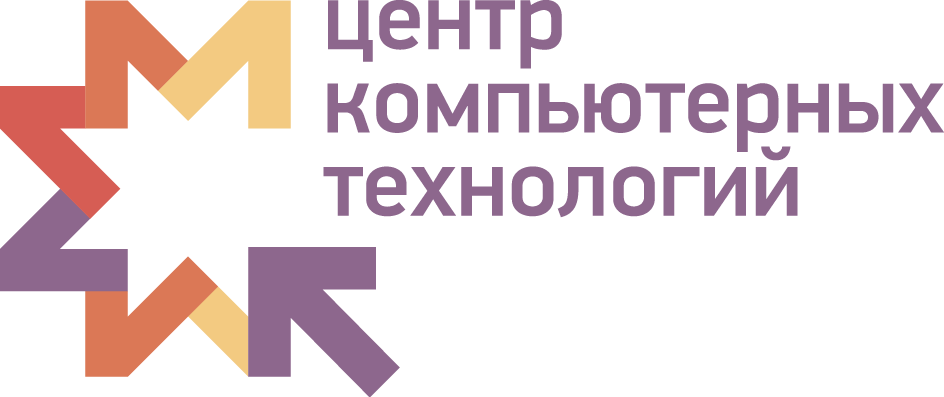 центр
компьютерных
технологий